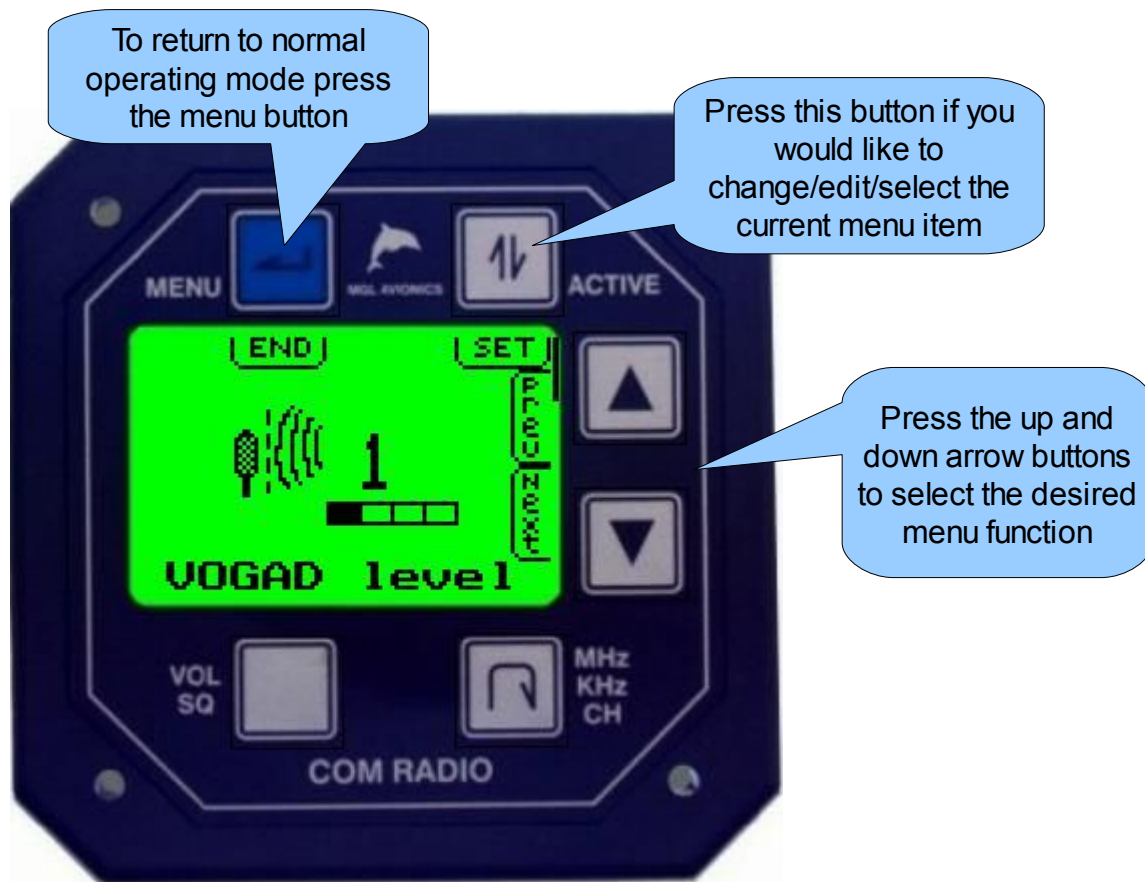 To return to normal
operating mode press
the menu button
Press this button if you
would like to
change/edit/select the
current menu item
MENU
MGL AVIONICS
ACTIVE
END
SET
Prev
Next
1
VOGAD level
Press the up and
down arrow buttons
to select the desired
menu function
VOL
SQ
MHz
KHz
CH
COM RADIO